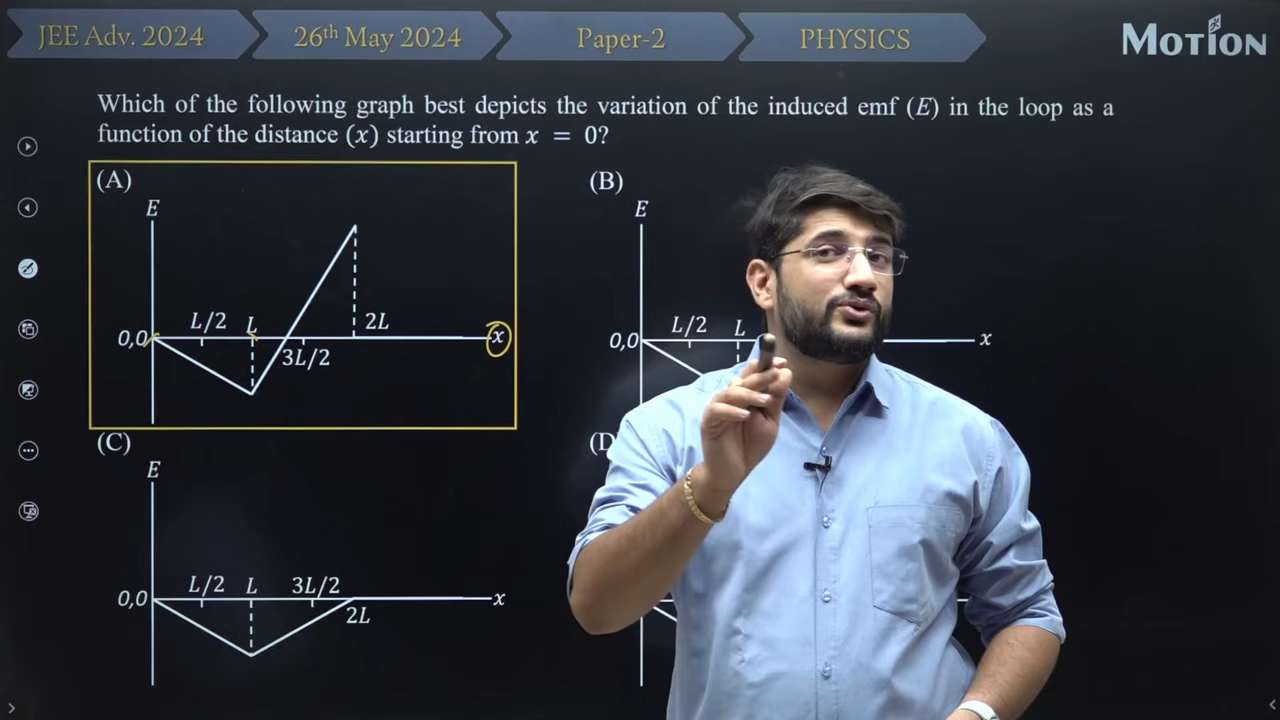 JEE Adv. 2024
26th May 2024
Paper-2
PHYSICS
MOTION
Which of the following graph best depicts the variation of the induced emf (E) in the loop as a
function of the distance (x) starting from x = 0?
(A)
E
0,0
L/2
L
3L/2
2L
x
(B)
E
0,0
L/2
L
x
(C)
E
0,0
L/2
L
3L/2
2L
x
(D